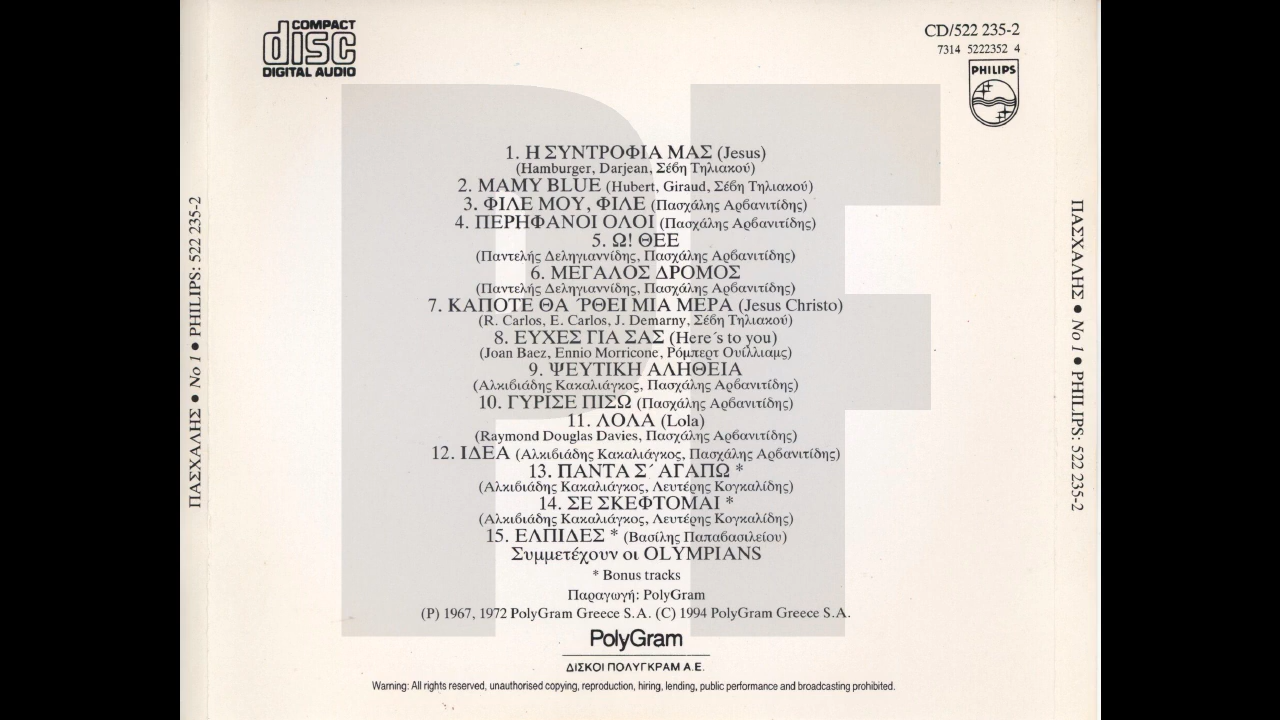 COMPACT
disc
DIGITAL AUDIO
CD/522 235-2
7314 5222352 4
PHILIPS
1. Η ΣΥΝΤΡΟΦΙΑ ΜΑΣ (Jesus)
(Hamburger, Darjean, Σέβη Τηλιακού)
2. MAMY BLUE (Hubert, Giraud, Σέβη Τηλιακού)
3. ΦΙΛΕ ΜΟΥ, ΦΙΛΕ (Πασχάλης Αρβανιτίδης)
4. ΠΕΡΗΦΑΝΟΙ ΟΛΟΙ (Πασχάλης Αρβανιτίδης)
5. Ω! ΘΕΕ
(Παντελής Δεληγιαννίδης, Πασχάλης Αρβανιτίδης)
6. ΜΕΓΑΛΟΣ ΔΡΟΜΟΣ
(Παντελής Δεληγιαννίδης, Πασχάλης Αρβανιτίδης)
7. ΚΑΠΟΤΕ ΘΑ ΄ΡΘΕΙ ΜΙΑ ΜΕΡΑ (Jesus Christo)
(R. Carlos, E. Carlos, J. Demarny, Σέβη Τηλιακού)
8. ΕΥΧΕΣ ΓΙΑ ΣΑΣ (Here΄s to you)
(Joan Baez, Ennio Morricone, Ρόμπερτ Ουίλλιαμς)
9. ΨΕΥΤΙΚΗ ΑΛΗΘΕΙΑ
(Αλκιβιάδης Κακαλιάγκος, Πασχάλης Αρβανιτίδης)
10. ΓΥΡΙΣΕ ΠΙΣΩ (Πασχάλης Αρβανιτίδης)
11. ΛΟΛΑ (Lola)
(Raymond Douglas Davies, Πασχάλης Αρβανιτίδης)
12. ΙΔΕΑ (Αλκιβιάδης Κακαλιάγκος, Πασχάλης Αρβανιτίδης)
13. ΠΑΝΤΑ Σ΄ ΑΓΑΠΩ *
(Αλκιβιάδης Κακαλιάγκος, Λευτέρης Κογκαλίδης)
14. ΣΕ ΣΚΕΦΤΟΜΑΙ *
(Αλκιβιάδης Κακαλιάγκος, Λευτέρης Κογκαλίδης)
15. ΕΛΠΙΔΕΣ * (Βασίλης Παπαβασιλείου)
Συμμετέχουν οι OLYMPIANS
* Bonus tracks
Παραγωγή: PolyGram
(P) 1967, 1972 PolyGram Greece S.A. (C) 1994 PolyGram Greece S.A.
PolyGram
ΔΙΣΚΟΙ ΠΟΛΥΓΚΡΑΜ Α.Ε.
Warning: All rights reserved, unauthorised copying, reproduction, hiring, lending, public performance and broadcasting prohibited.
ΠΑΣΧΑΛΗΣ • No 1 • PHILIPS: 522 235-2
ΠΑΣΧΑΛΗΣ • No 1 • PHILIPS: 522 235-2
PF